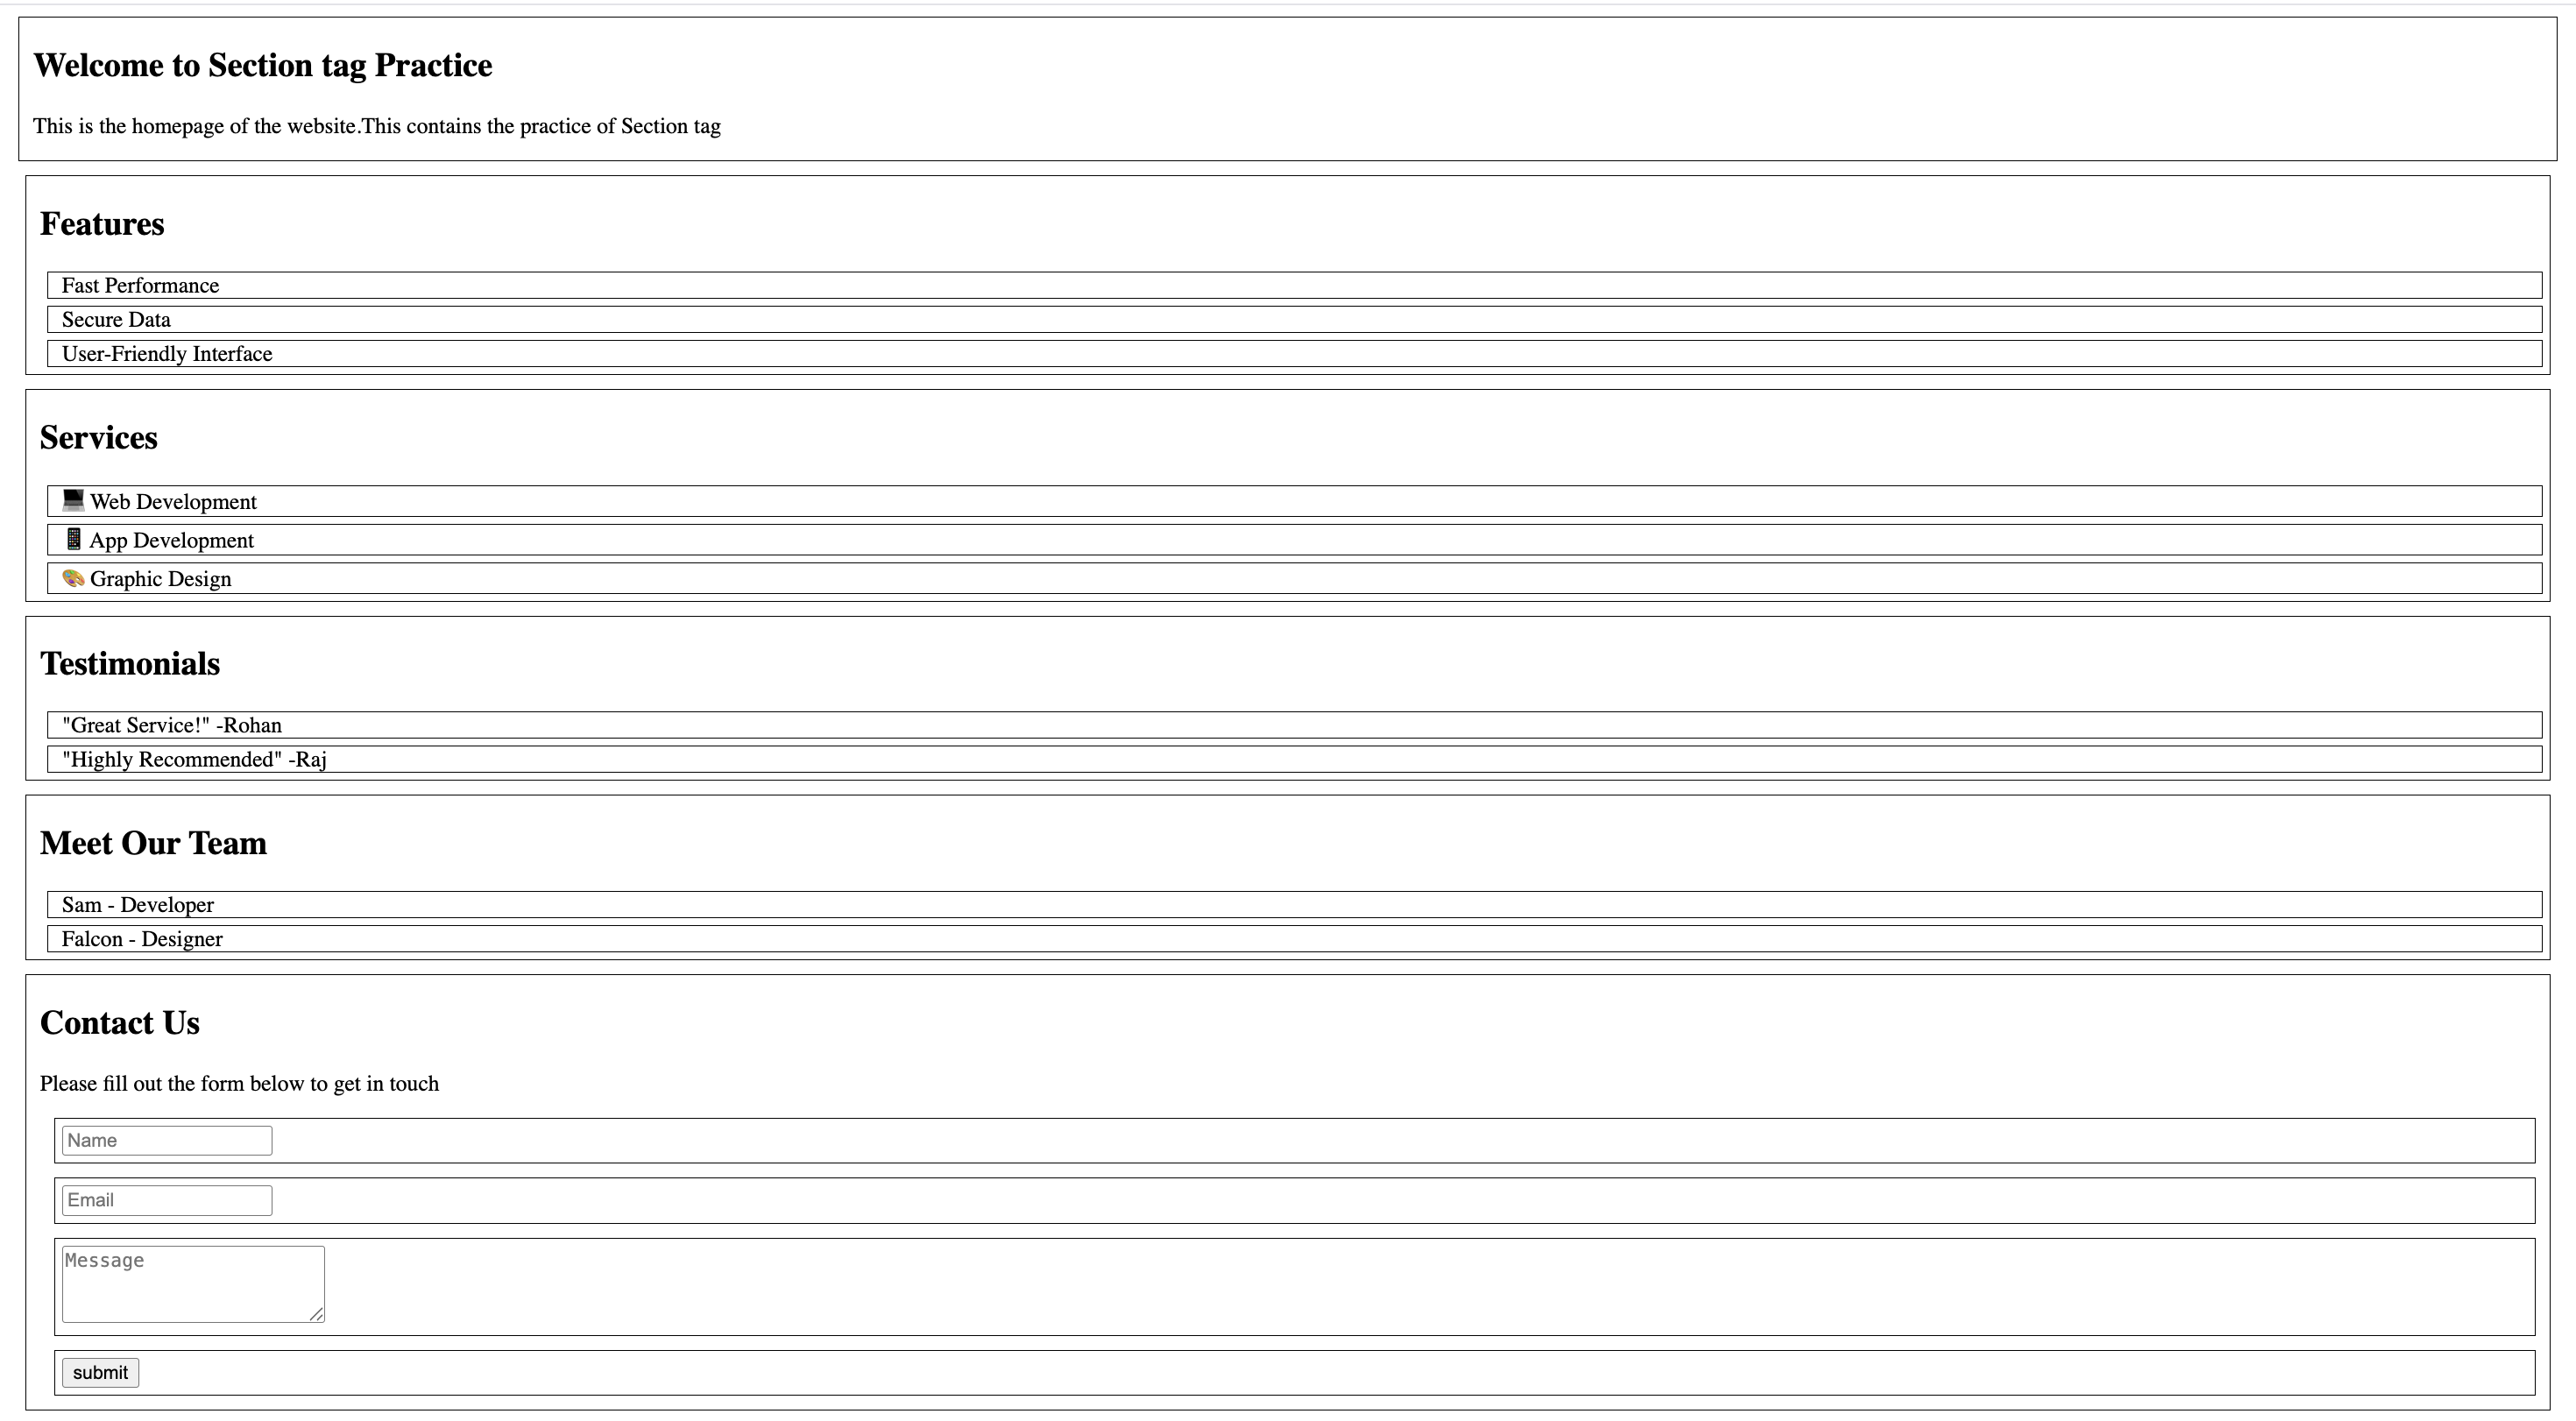 Welcome to Section tag Practice
This is the homepage of the website.This contains the practice of Section tag
Features
Fast Performance
Secure Data
User-Friendly Interface
Services
💻 Web Development
📱 App Development
🎨 Graphic Design
Testimonials
"Great Service!" -Rohan
"Highly Recommended" -Raj
Meet Our Team
Sam - Developer
Falcon - Designer
Contact Us
Please fill out the form below to get in touch
Name
Email
Message
submit